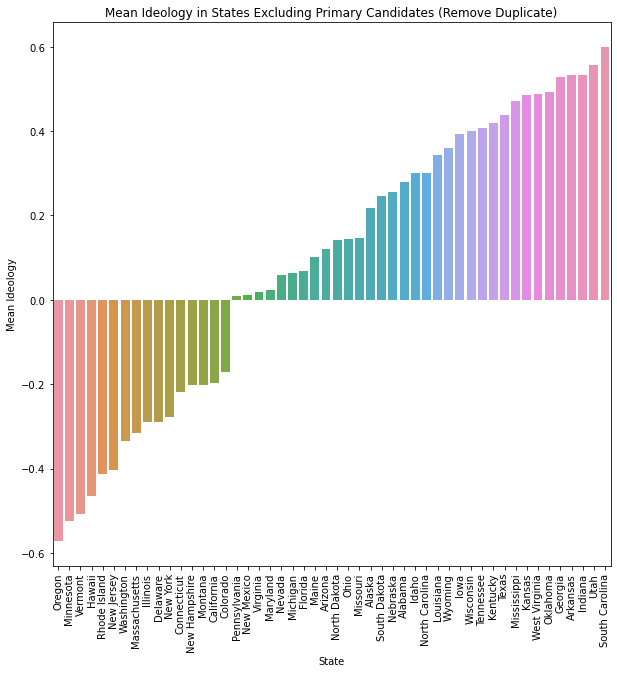 Mean Ideology in States Excluding Primary Candidates (Remove Duplicate)
0.6
0.4
0.2
0.0
−0.2
−0.4
−0.6
Mean Ideology
Oregon
Minnesota
Vermont
Hawaii
Rhode Island
New Jersey
Washington
Massachusetts
Illinois
Delaware
New York
Connecticut
New Hampshire
Montana
California
Colorado
Pennsylvania
New Mexico
Virginia
Maryland
Nevada
Michigan
Florida
Maine
Arizona
North Dakota
Ohio
Missouri
Alaska
South Dakota
Nebraska
Alabama
Idaho
North Carolina
Louisiana
Wyoming
Iowa
Wisconsin
Tennessee
Kentucky
Texas
Mississippi
Kansas
West Virginia
Oklahoma
Georgia
Arkansas
Indiana
Utah
South Carolina
State